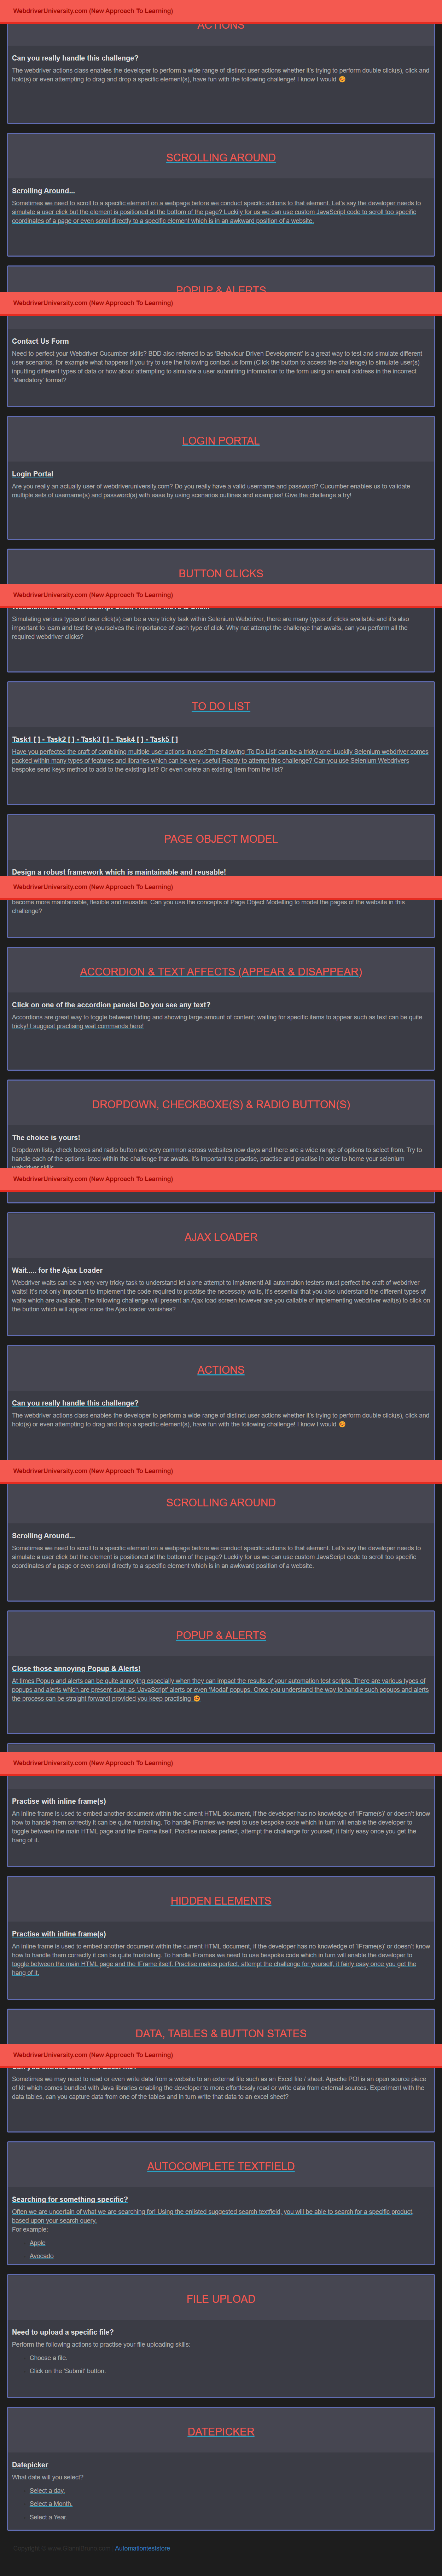 WebdriverUniversity.com (New Approach To Learning)
ACTIONS
Can you really handle this challenge?
The webdriver actions class enables the developer to perform a wide range of distinct user actions whether it's trying to perform double click(s), click and
hold(s) or even attempting to drag and drop a specific element(s), have fun with the following challenge! I know I would 😊
SCROLLING AROUND
Scrolling Around...
Sometimes we need to scroll to a specific element on a webpage before we conduct specific actions to that element. Let's say the developer needs to
simulate a user click but the element is positioned at the bottom of the page? Luckily for us we can use custom JavaScript code to scroll too specific
coordinates of a page or even scroll directly to a specific element which is in an awkward position of a website.
POPUP & ALERTS
WebdriverUniversity.com (New Approach To Learning)
Contact Us Form
Need to perfect your Webdriver Cucumber skills? BDD also referred to as 'Behaviour Driven Development' is a great way to test and simulate different
user scenarios, for example what happens if you try to use the following contact us form (Click the button to access the challenge) to simulate user(s)
inputting different types of data or how about attempting to simulate a user submitting information to the form using an email address in the incorrect
'Mandatory' format?
LOGIN PORTAL
Login Portal
Are you really an actually user of webdriveruniversity.com? Do you really have a valid username and password? Cucumber enables us to validate
multiple sets of username(s) and password(s) with ease by using scenarios outlines and examples! Give the challenge a try!
BUTTON CLICKS
WebdriverUniversity.com (New Approach To Learning)
Simulating various types of user click(s) can be a very tricky task within Selenium Webdriver, there are many types of clicks available and it's also
important to learn and test for yourselves the importance of each type of click. Why not attempt the challenge that awaits, can you perform all the
required webdriver clicks?
TO DO LIST
Task1 [ ] - Task2 [ ] - Task3 [ ] - Task4 [ ] - Task5 [ ]
Have you perfected the craft of combining multiple user actions in one? The following 'To Do List' can be a tricky one! Luckily Selenium webdriver comes
packed within many types of features and libraries which can be very useful! Ready to attempt this challenge? Can you use Selenium Webdrivers
bespoke send keys method to add to the existing list? Or even delete an existing item from the list?
PAGE OBJECT MODEL
Design a robust framework which is maintainable and reusable!
WebdriverUniversity.com (New Approach To Learning)
become more maintainable, flexible and reusable. Can you use the concepts of Page Object Modelling to model the pages of the website in this
challenge?
ACCORDION & TEXT AFFECTS (APPEAR & DISAPPEAR)
Click on one of the accordion panels! Do you see any text?
Accordions are great way to toggle between hiding and showing large amount of content; waiting for specific items to appear such as text can be quite
tricky! I suggest practising wait commands here!
DROPDOWN, CHECKBOXE(S) & RADIO BUTTON(S)
The choice is yours!
Dropdown lists, check boxes and radio button are very common across websites now days and there are a wide range of options to select from. Try to
handle each of the options listed within the challenge that awaits, it's important to practise, practise and practise in order to home your selenium
WebdriverUniversity.com (New Approach To Learning)
AJAX LOADER
Wait..... for the Ajax Loader
Webdriver waits can be a very very tricky task to understand let alone attempt to implement! All automation testers must perfect the craft of webdriver
waits! It's not only important to implement the code required to practise the necessary waits, it's essential that you also understand the different types of
waits which are available. The following challenge will present an Ajax load screen however are you callable of implementing webdriver wait(s) to click on
the button which will appear once the Ajax loader vanishes?
ACTIONS
Can you really handle this challenge?
The webdriver actions class enables the developer to perform a wide range of distinct user actions whether it's trying to perform double click(s), click and
hold(s) or even attempting to drag and drop a specific element(s), have fun with the following challenge! I know I would 😊
WebdriverUniversity.com (New Approach To Learning)
SCROLLING AROUND
Scrolling Around...
Sometimes we need to scroll to a specific element on a webpage before we conduct specific actions to that element. Let's say the developer needs to
simulate a user click but the element is positioned at the bottom of the page? Luckily for us we can use custom JavaScript code to scroll too specific
coordinates of a page or even scroll directly to a specific element which is in an awkward position of a website.
POPUP & ALERTS
Close those annoying Popup & Alerts!
At times Popup and alerts can be quite annoying especially when they can impact the results of your automation test scripts. There are various types of
popups and alerts which are present such as 'JavaScript' alerts or even 'Modal' popups. Once you understand the way to handle such popups and alerts
the process can be straight forward! provided you keep practising 😊
WebdriverUniversity.com (New Approach To Learning)
Practise with inline frame(s)
An inline frame is used to embed another document within the current HTML document, if the developer has no knowledge of 'IFrame(s)' or doesn't know
how to handle them correctly it can be quite frustrating. To handle IFrames we need to use bespoke code which in turn will enable the developer to
toggle between the main HTML page and the IFrame itself. Practise makes perfect, attempt the challenge for yourself, it fairly easy once you get the
hang of it.
HIDDEN ELEMENTS
Practise with inline frame(s)
An inline frame is used to embed another document within the current HTML document, if the developer has no knowledge of 'IFrame(s)' or doesn't know
how to handle them correctly it can be quite frustrating. To handle IFrames we need to use bespoke code which in turn will enable the developer to
toggle between the main HTML page and the IFrame itself. Practise makes perfect, attempt the challenge for yourself, it fairly easy once you get the
hang of it.
DATA, TABLES & BUTTON STATES
WebdriverUniversity.com (New Approach To Learning)
Sometimes we may need to read or even write data from a website to an external file such as an Excel file / sheet. Apache POI is an open source piece
of kit which comes bundled with Java libraries enabling the developer to more effortlessly read or write data from external sources. Experiment with the
data tables, can you capture data from one of the tables and in turn write that data to an excel sheet?
AUTOCOMPLETE TEXTFIELD
Searching for something specific?
Often we are uncertain of what we are searching for! Using the enlisted suggested search textfield, you will be able to search for a specific product,
based upon your search query.
For example:
Apple
Avocado
FILE UPLOAD
Need to upload a specific file?
Perform the following actions to practise your file uploading skills:
Choose a file.
Click on the 'Submit' button.
DATEPICKER
Datepicker
What date will you select?
Select a day.
Select a Month.
Select a Year.
Automationteststore